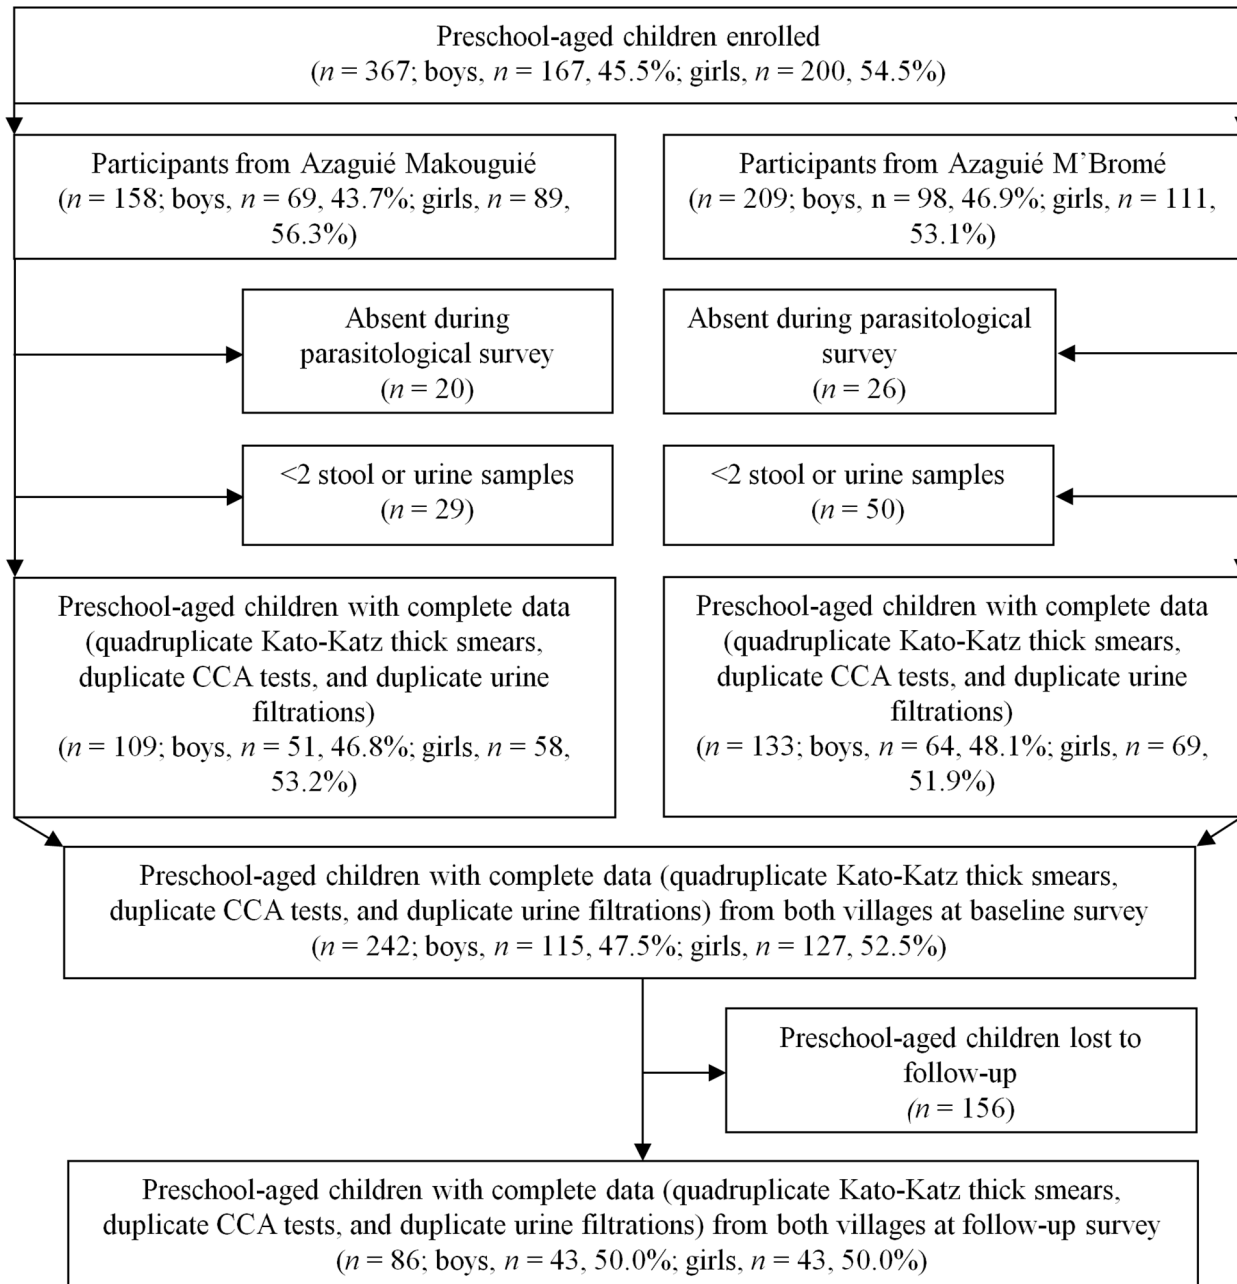 Preschool-aged children enrolled
(n = 367; boys, n = 167, 45.5%; girls, n = 200, 54.5%)
Participants from Azaguié Makouguié
(n = 158; boys, n = 69, 43.7%; girls, n = 89,
56.3%)
Participants from Azaguié M’Bromé
(n = 209; boys, n = 98, 46.9%; girls, n = 111,
53.1%)
Absent during
parasitological survey
(n = 20)
Absent during parasitological
survey
(n = 26)
<2 stool or urine samples
(n = 29)
<2 stool or urine samples
(n = 50)
Preschool-aged children with complete data
(quadruplicate Kato-Katz thick smears,
duplicate CCA tests, and duplicate urine
filtrations)
(n = 109; boys, n = 51, 46.8%; girls, n = 58,
53.2%)
Preschool-aged children with complete data
(quadruplicate Kato-Katz thick smears,
duplicate CCA tests, and duplicate urine
filtrations)
(n = 133; boys, n = 64, 48.1%; girls, n = 69,
51.9%)
Preschool-aged children with complete data (quadruplicate Kato-Katz thick smears,
duplicate CCA tests, and duplicate urine filtrations) from both villages at baseline survey
(n = 242; boys, n = 115, 47.5%; girls, n = 127, 52.5%)
Preschool-aged children lost to
follow-up
(n = 156)
Preschool-aged children with complete data (quadruplicate Kato-Katz thick smears,
duplicate CCA tests, and duplicate urine filtrations) from both villages at follow-up survey
(n = 86; boys, n = 43, 50.0%; girls, n = 43, 50.0%)